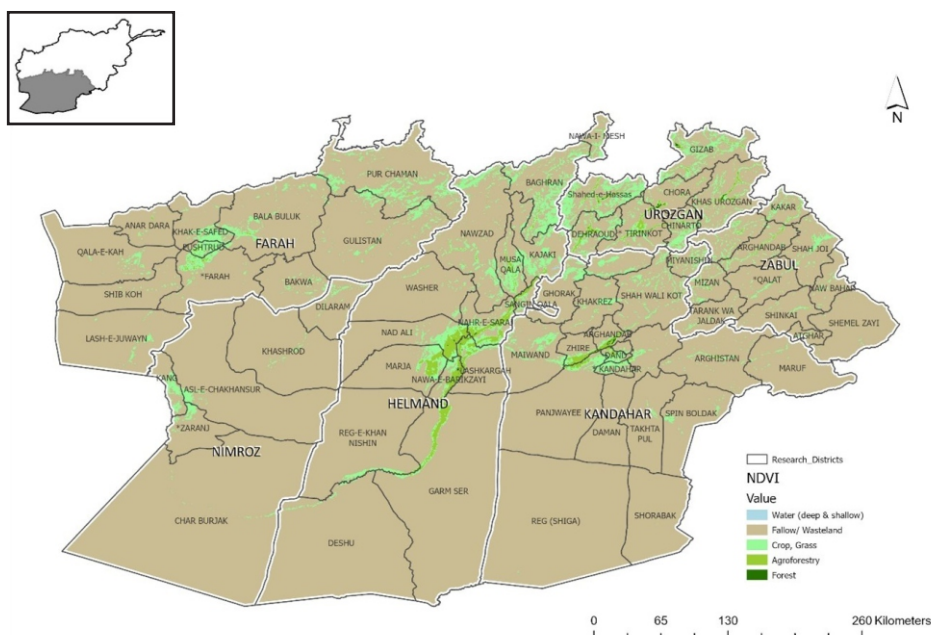 N
NAWA-I- MESH
GIZAB
PUR CHAMAN
BAGHRAN
Shahed-e-Hassas
CHORA
KHAS UROZGAN
KAKAR
ANAR DARA
KHAK-E-SAFED
BALA BULUK
UROZGAN
CHINARTO
DEHRAOUD
* TIRINKOT
QALA-E-KAH
PUSHTRUD
FARAH
GULISTAN
NAWZAD
MUSA
QALA
KAJAKI
MIYANISHIN
ARGHANDAB
SHAH JOI
ZABUL
*FARAH
BAKWA
WASHER
MIZAN
*QALAT
SHIB KOH
DILARAM
SANGIN QALA
GHORAK
KHAKREZ
SHAH WALI KOT
TARANK WA
JALDAK
NAW BAHAR
SHINKAI
SHEMEL ZAYI
LASH-E-JUWAYN
KHASHROD
NAD ALI
NAHR-E-SARAJ
MAIWAND
ZHIRE
ARGHANDAB
DAND
ATGHAR
MARJA
*LASHKARGAH
NAWA-E-BARIKZAYI
KANDAHAR
ARGHISTAN
MARUF
KANG
ASL-E-CHAKHANSUR
HELMAND
PANJWAYEE
KANDAHAR
SPIN BOLDAK
*ZARANJ
NIMROZ
REG-E-KHAN
NISHIN
DAMAN
TAKHTA
PUL
GARM SER
CHAR BURJAK
DESHU
REG (SHIGA)
SHORABAK
Research_Districts
NDVI
Value
Water (deep & shallow)
Fallow/ Wasteland
Crop, Grass
Agroforestry
Forest
0 65 130 260 Kilometers